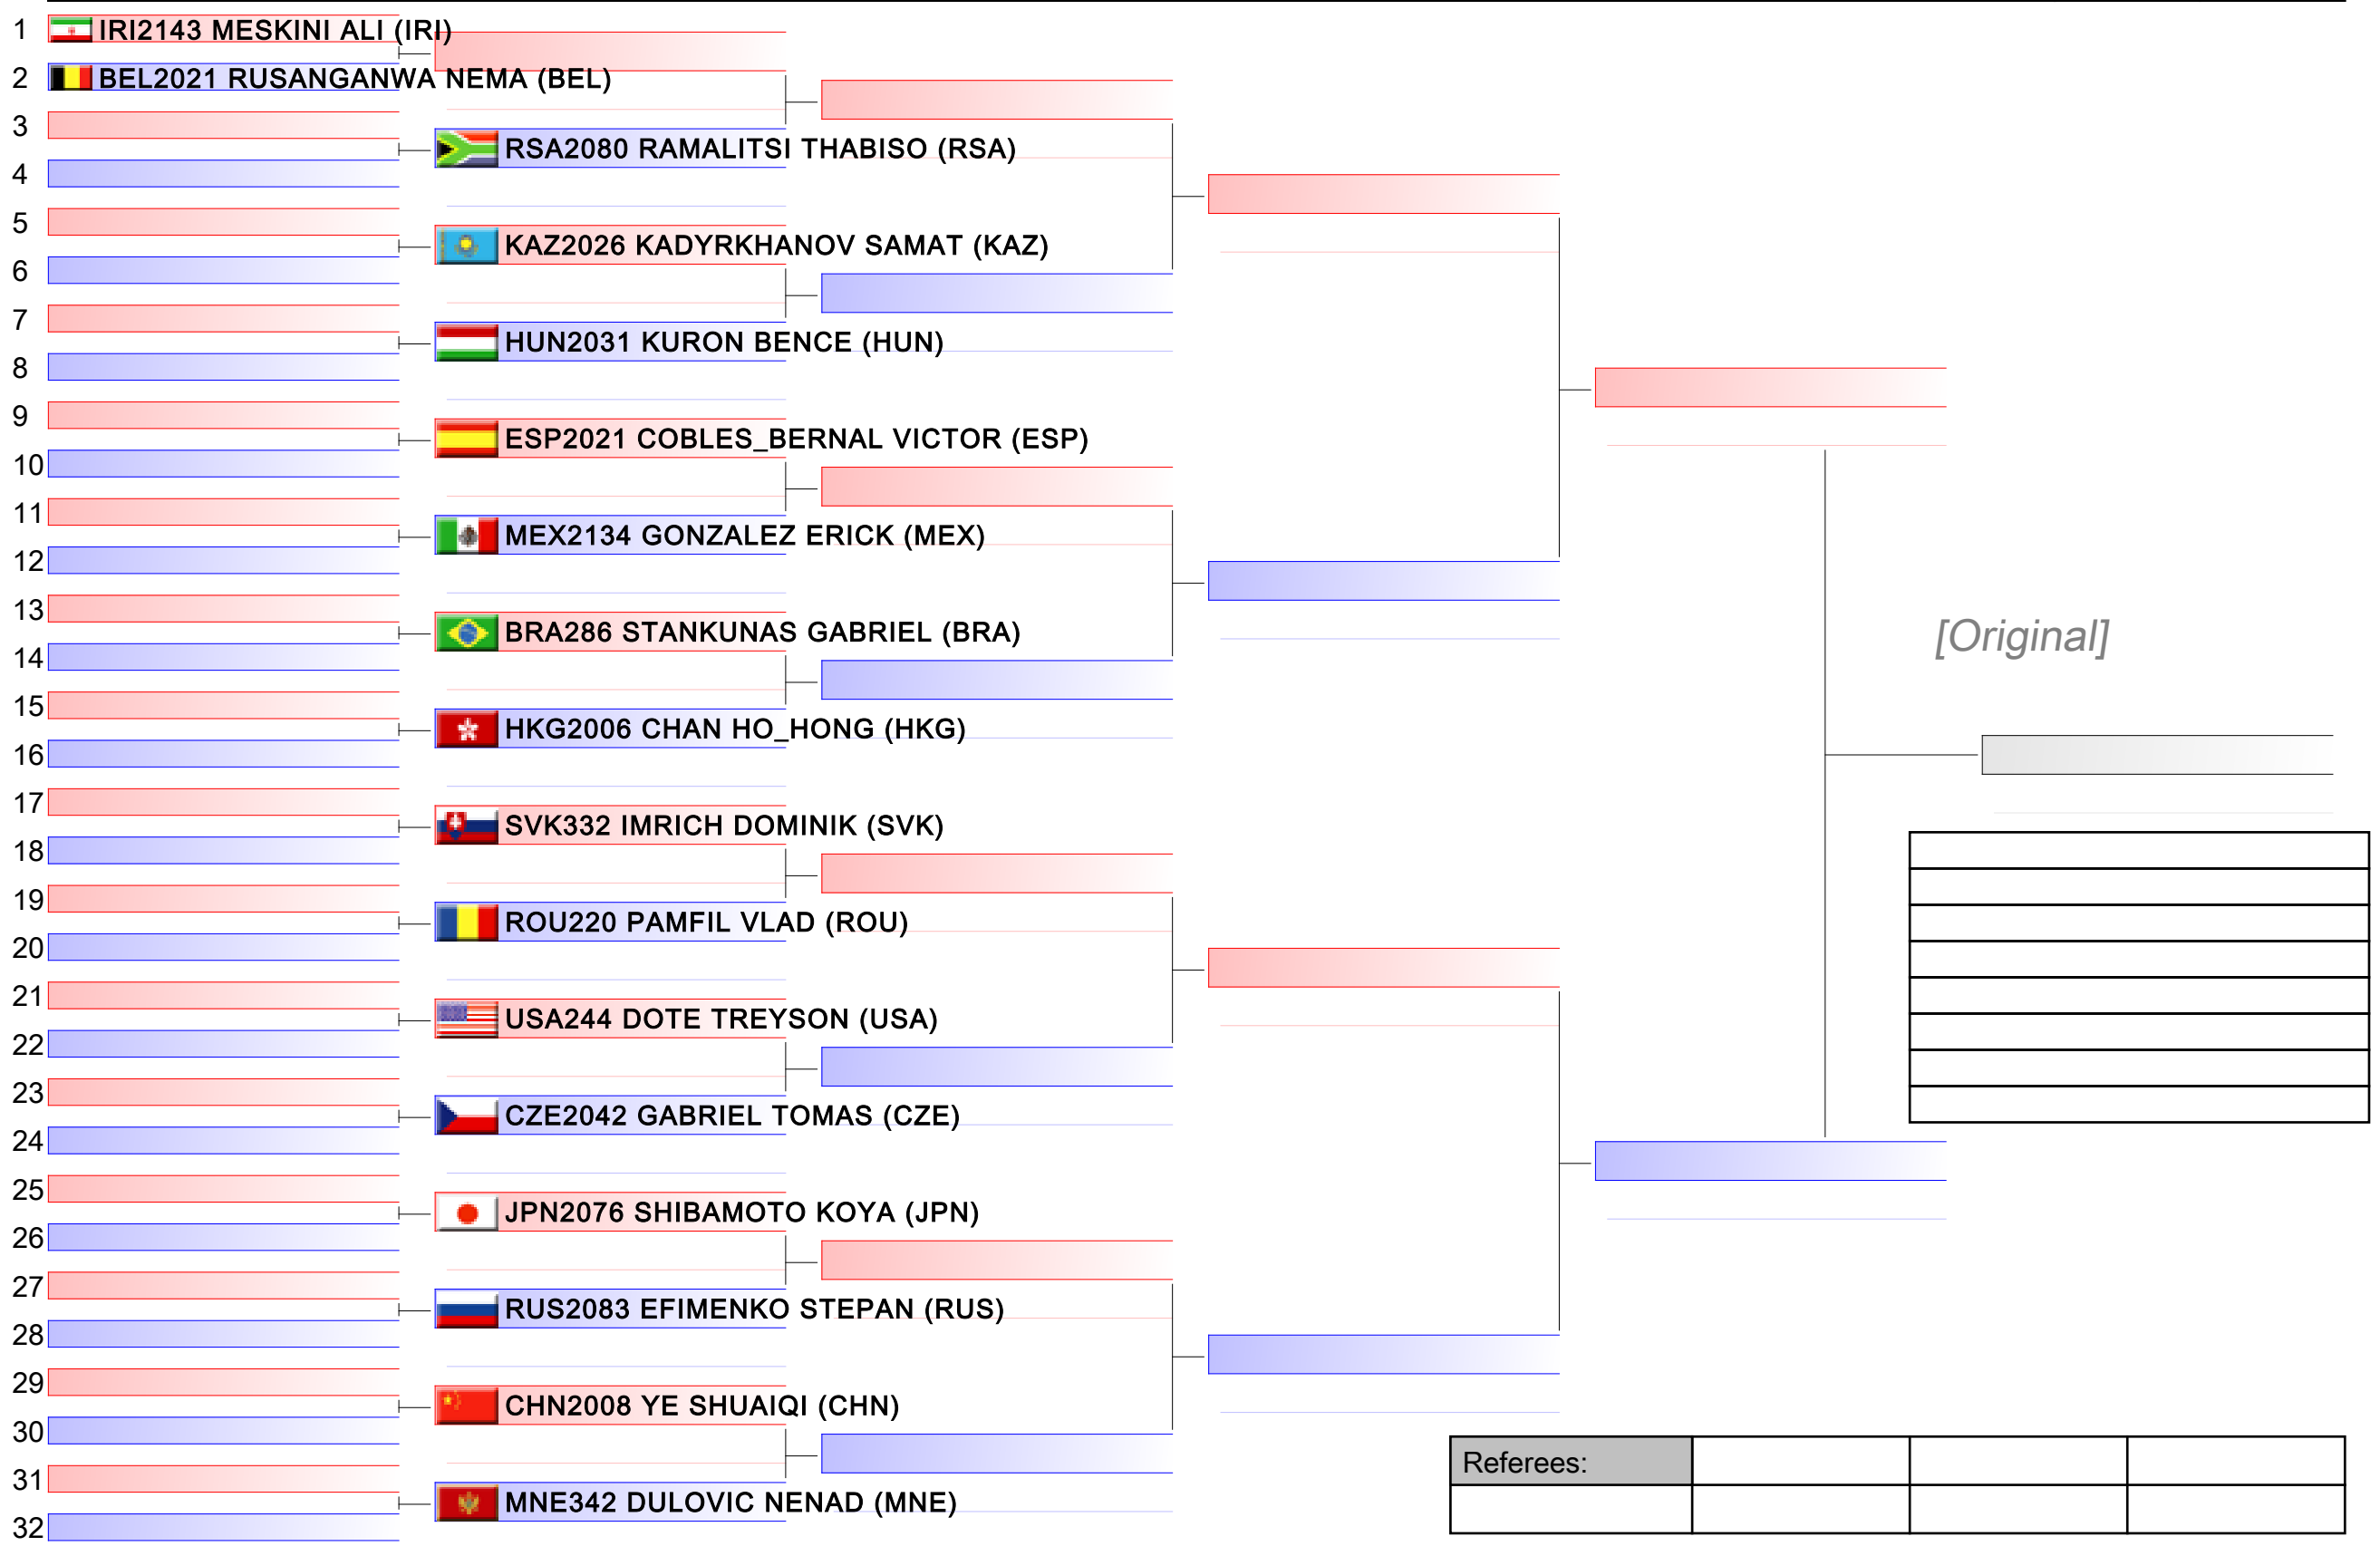 1 IRI2143 MESKINI ALI (IRI)
2 BEL2021 RUSANGANWA NEMA (BEL)
3
RSA2080 RAMALITSI THABISO (RSA)
4
5
KAZ2026 KADYRKHANOV SAMAT (KAZ)
6
7
HUN2031 KURON BENCE (HUN)
8
9
ESP2021 COBLES_BERNAL VICTOR (ESP)
10
11
MEX2134 GONZALEZ ERICK (MEX)
12
13
BRA286 STANKUNAS GABRIEL (BRA)
[Original]
14
15
HKG2006 CHAN HO_HONG (HKG)
16
17
SVK332 IMRICH DOMINIK (SVK)
18
19
ROU220 PAMFIL VLAD (ROU)
20
21
USA244 DOTE TREYSON (USA)
22
23
CZE2042 GABRIEL TOMAS (CZE)
24
25
JPN2076 SHIBAMOTO KOYA (JPN)
26
27
RUS2083 EFIMENKO STEPAN (RUS)
28
29
CHN2008 YE SHUAIQI (CHN)
30
Referees:
31
MNE342 DULOVIC NENAD (MNE)
32